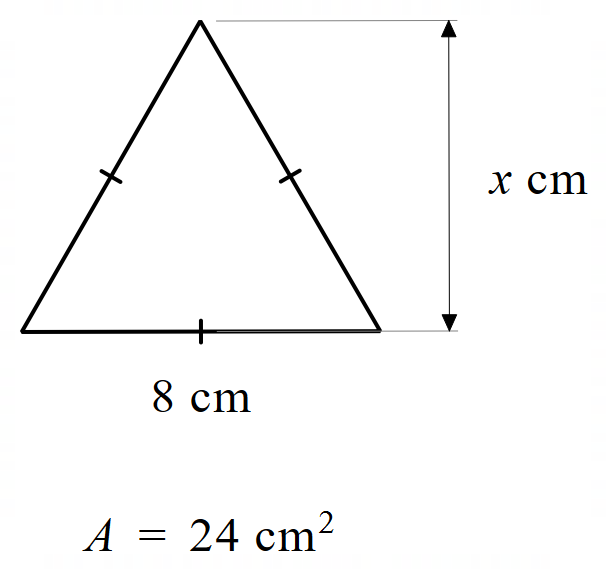 x cm
8 cm
A = 24 cm²